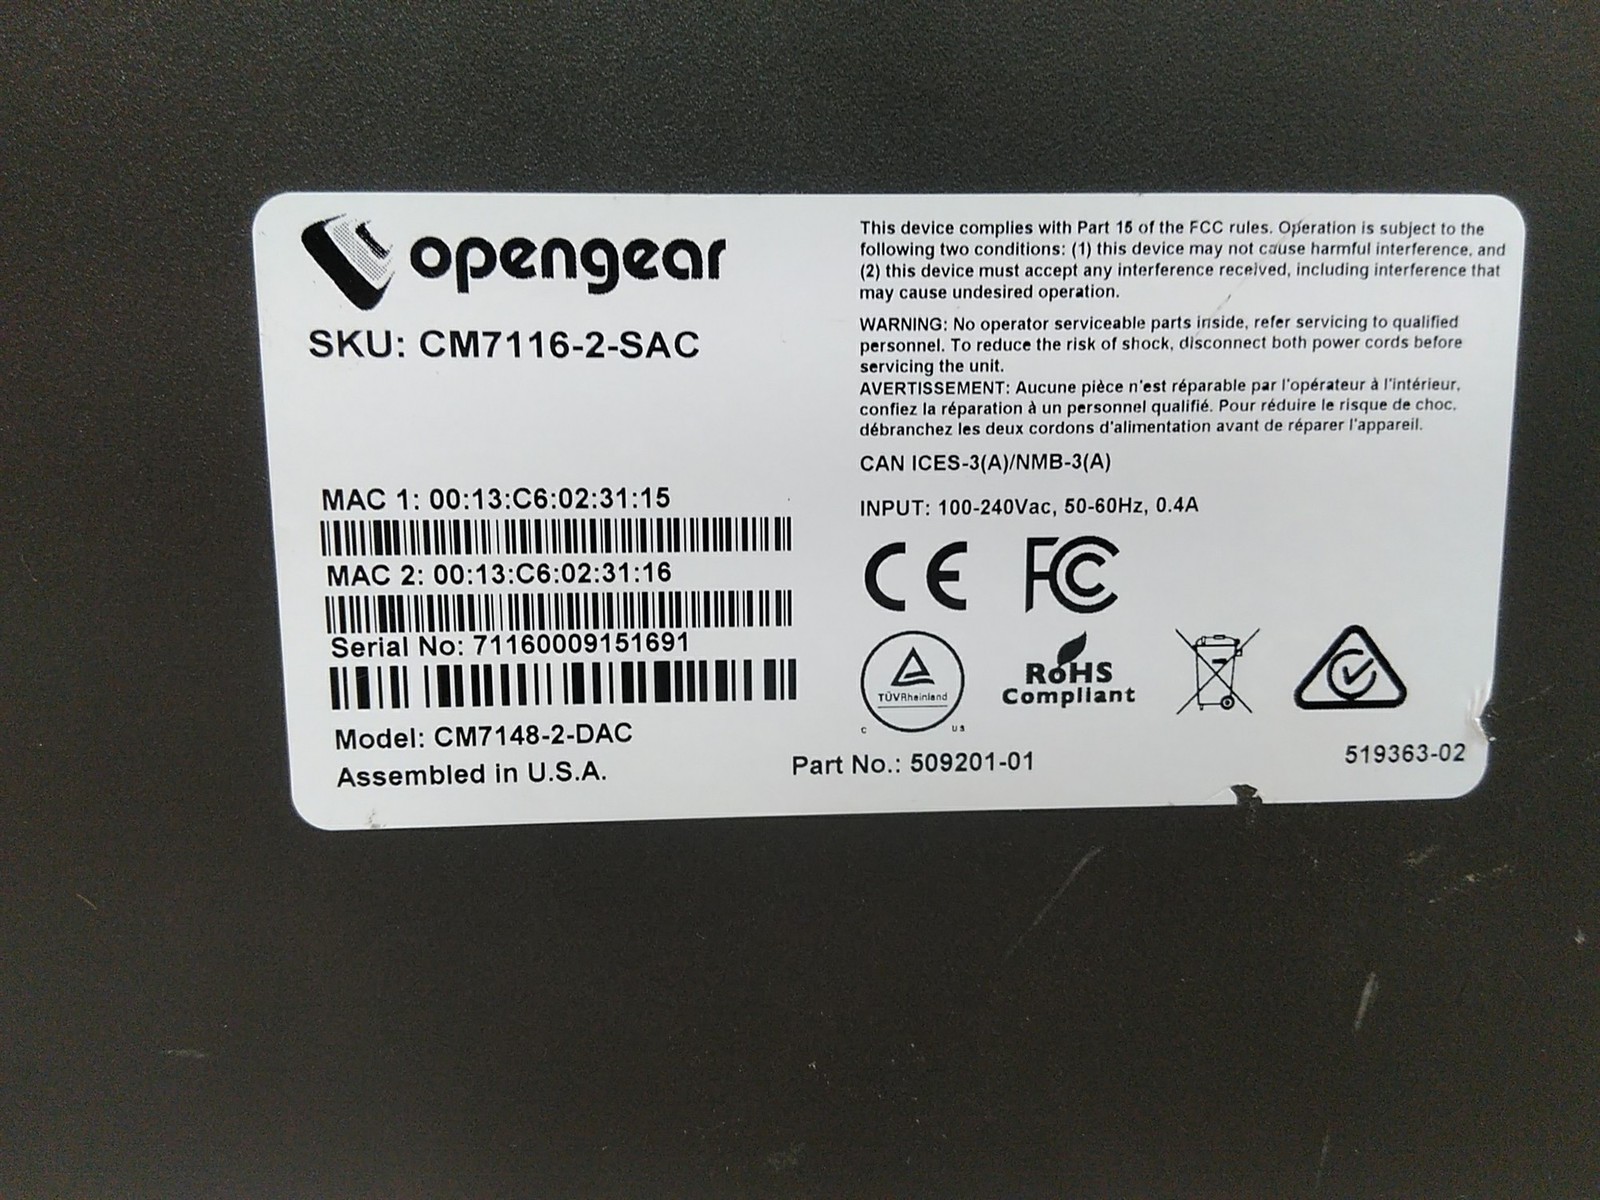 opengear
SKU: CM7116-2-SAC
MAC 1: 00:13:C6:02:31:15
MAC 2: 00:13:C6:02:31:16
Serial No: 71160009151691
Model: CM7148-2-DAC
Assembled in U.S.A.
This device complies with Part 15 of the FCC rules. Operation is subject to the
following two conditions: (1) this device may not cause harmful interference, and
(2) this device must accept any interference received, including interference that
may cause undesired operation.
WARNING: No operator serviceable parts inside, refer servicing to qualified
personnel. To reduce the risk of shock, disconnect both power cords before
servicing the unit.
AVERTISSEMENT: Aucune pièce n'est réparable par l'opérateur à l'intérieur,
confiez la réparation à un personnel qualifié. Pour réduire le risque de choc,
débranchez les deux cordons d'alimentation avant de réparer l'appareil.
CAN ICES-3(A)/NMB-3(A)
INPUT: 100-240Vac, 50-60Hz, 0.4A
CE FC
TÜVRheinland
C US
RoHS
Compliant
Part No.: 509201-01
519363-02